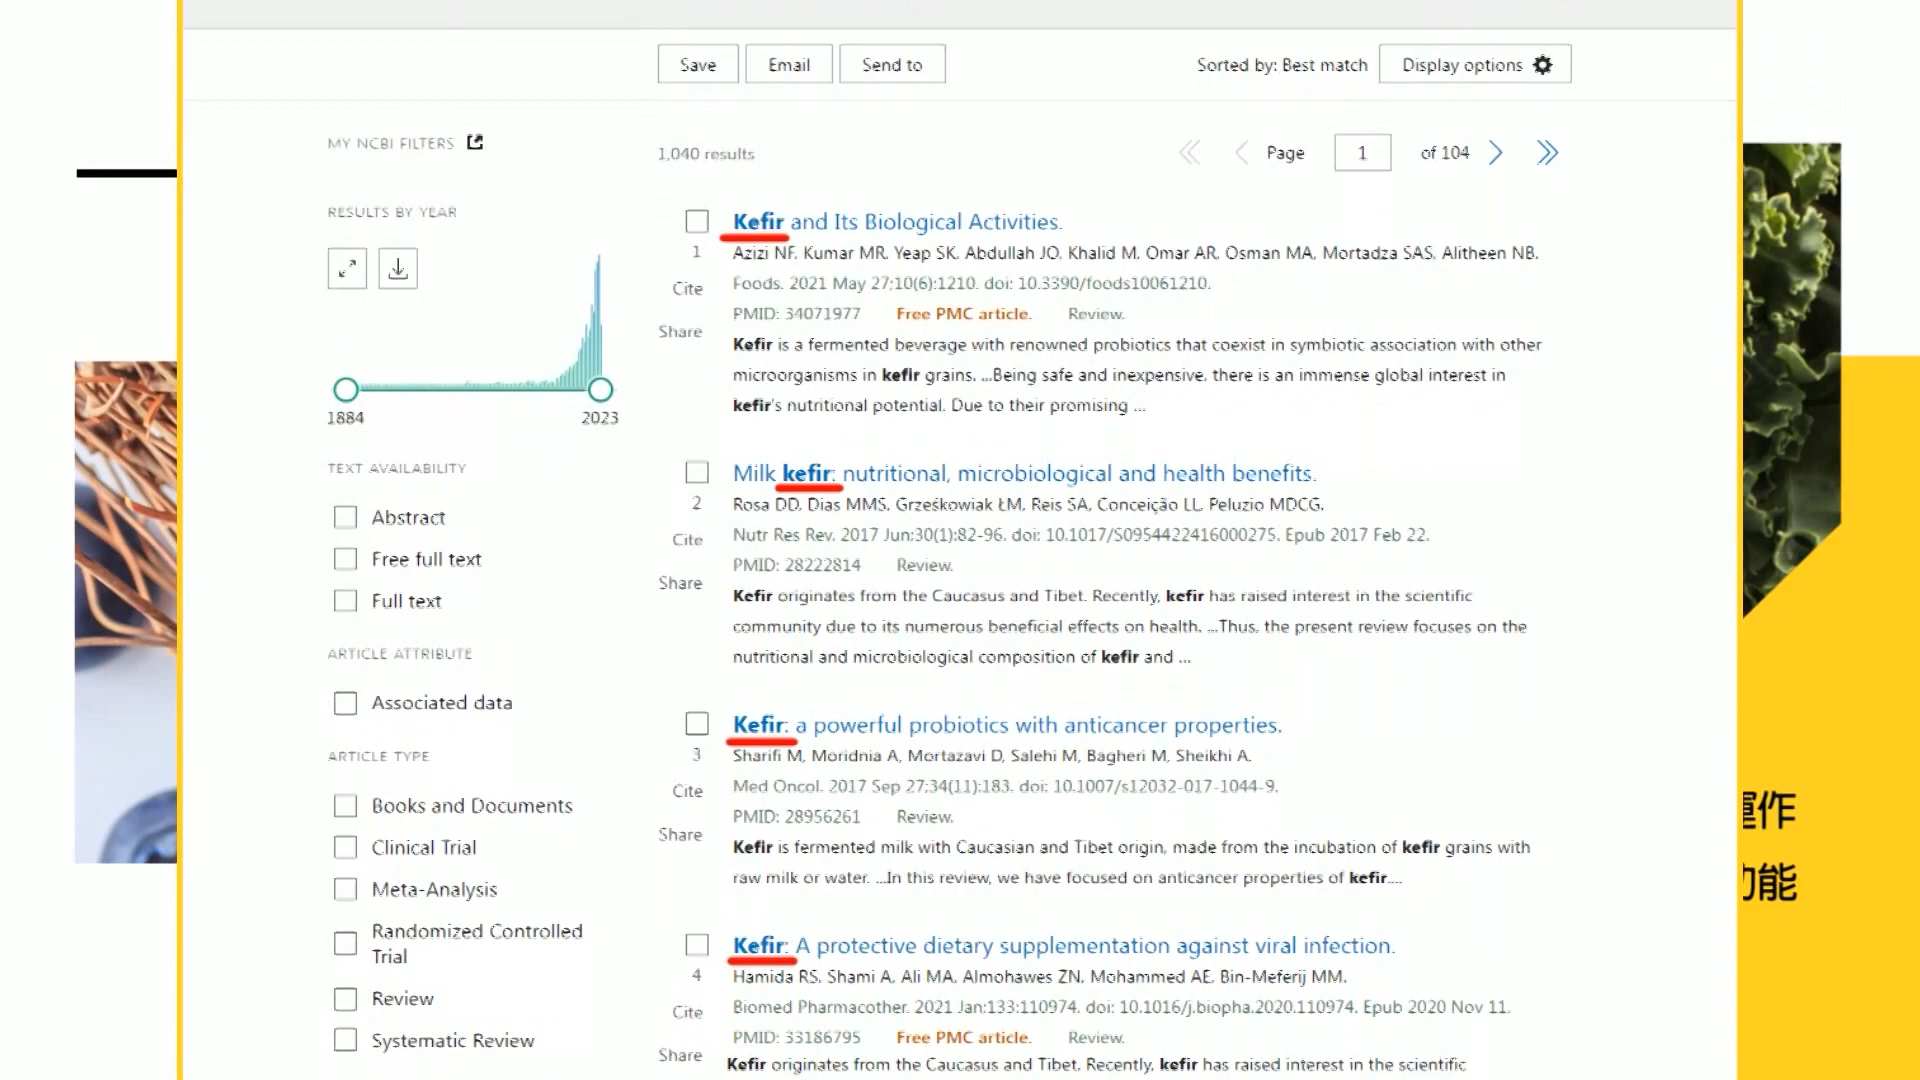 Save Email Send to Sorted by: Best match Display options
MY NCBI FILTERS
1,040 results
Page 1 of 104
RESULTS BY YEAR
1884 2023
TEXT AVAILABILITY
Abstract
Free full text
Full text
ARTICLE ATTRIBUTE
Associated data
ARTICLE TYPE
Books and Documents
Clinical Trial
Meta-Analysis
Randomized Controlled
Trial
Review
Systematic Review
Kefir and Its Biological Activities.
1
Azizi NF, Kumar MR, Yeap SK, Abdullah JO, Khalid M, Omar AR, Osman MA, Mortadza SAS, Alitheen NB.
Cite
Foods. 2021 May 27;10(6):1210. doi: 10.3390/foods10061210.
PMID: 34071977 Free PMC article. Review.
Share
Kefir is a fermented beverage with renowned probiotics that coexist in symbiotic association with other
microorganisms in kefir grains. ...Being safe and inexpensive, there is an immense global interest in
kefir's nutritional potential. Due to their promising ...
Milk kefir: nutritional, microbiological and health benefits.
2
Rosa DD, Dias MMS, Grześkowiak ŁM, Reis SA, Conceição LL, Peluzio MDCG.
Cite
Nutr Res Rev. 2017 Jun;30(1):82-96. doi: 10.1017/S0954422416000275. Epub 2017 Feb 22.
PMID: 28222814 Review.
Share
Kefir originates from the Caucasus and Tibet. Recently, kefir has raised interest in the scientific
community due to its numerous beneficial effects on health. ...Thus, the present review focuses on the
nutritional and microbiological composition of kefir and ...
Kefir: a powerful probiotics with anticancer properties.
3
Sharifi M, Moridnia A, Mortazavi D, Salehi M, Bagheri M, Sheikhi A.
Cite
Med Oncol. 2017 Sep 27;34(11):183. doi: 10.1007/s12032-017-1044-9.
PMID: 28956261 Review.
Share
Kefir is fermented milk with Caucasian and Tibet origin, made from the incubation of kefir grains with
raw milk or water. ...In this review, we have focused on anticancer properties of kefir....
Kefir: A protective dietary supplementation against viral infection.
4
Hamida RS, Shami A, Ali MA, Almohawes ZN, Mohammed AE, Bin-Meferij MM.
Cite
Biomed Pharmacother. 2021 Jan;133:110974. doi: 10.1016/j.biopha.2020.110974. Epub 2020 Nov 11.
PMID: 33186795 Free PMC article. Review.
Share
Kefir originates from the Caucasus and Tibet. Recently, kefir has raised interest in the scientific
運作
功能